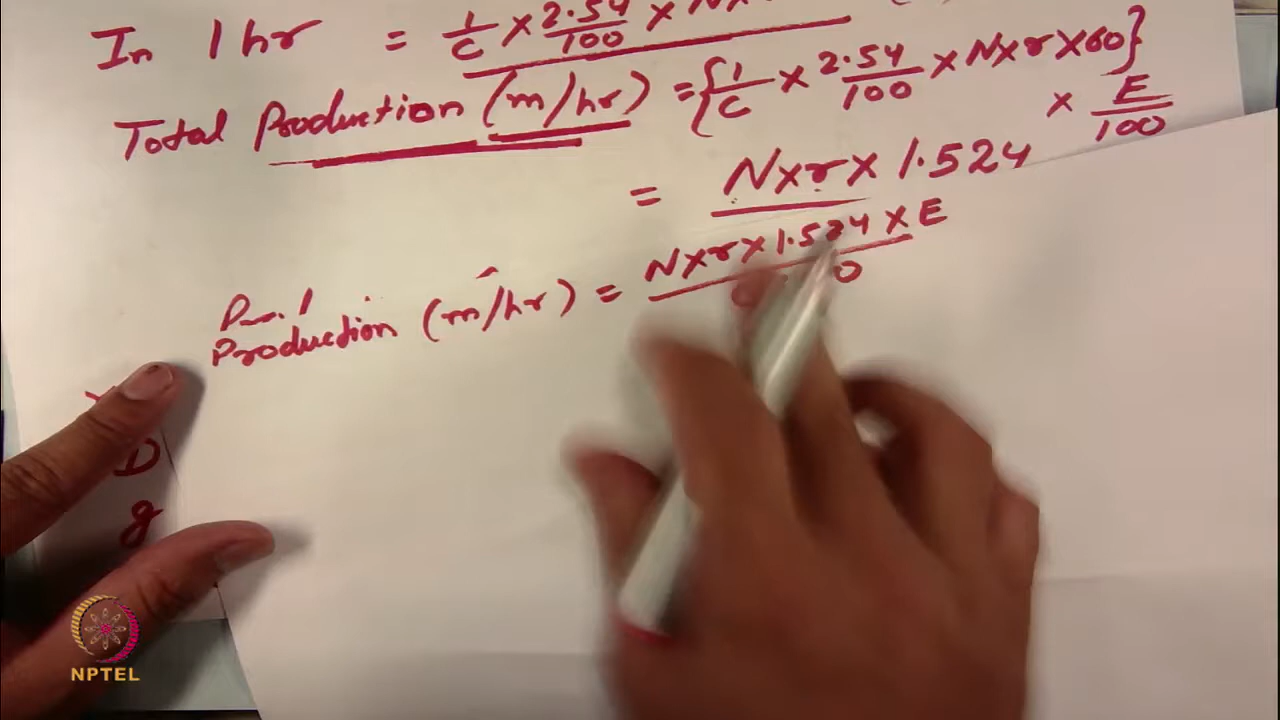 In 1 hr = 1/C × 2.54/100 × N×
Total Production (m/hr) = {1/C × 2.54/100 × N×r×60}
× E/100
= N×r× 1.524
Production (m/hr) = N×r×1.524 × E
D
g
NPTEL